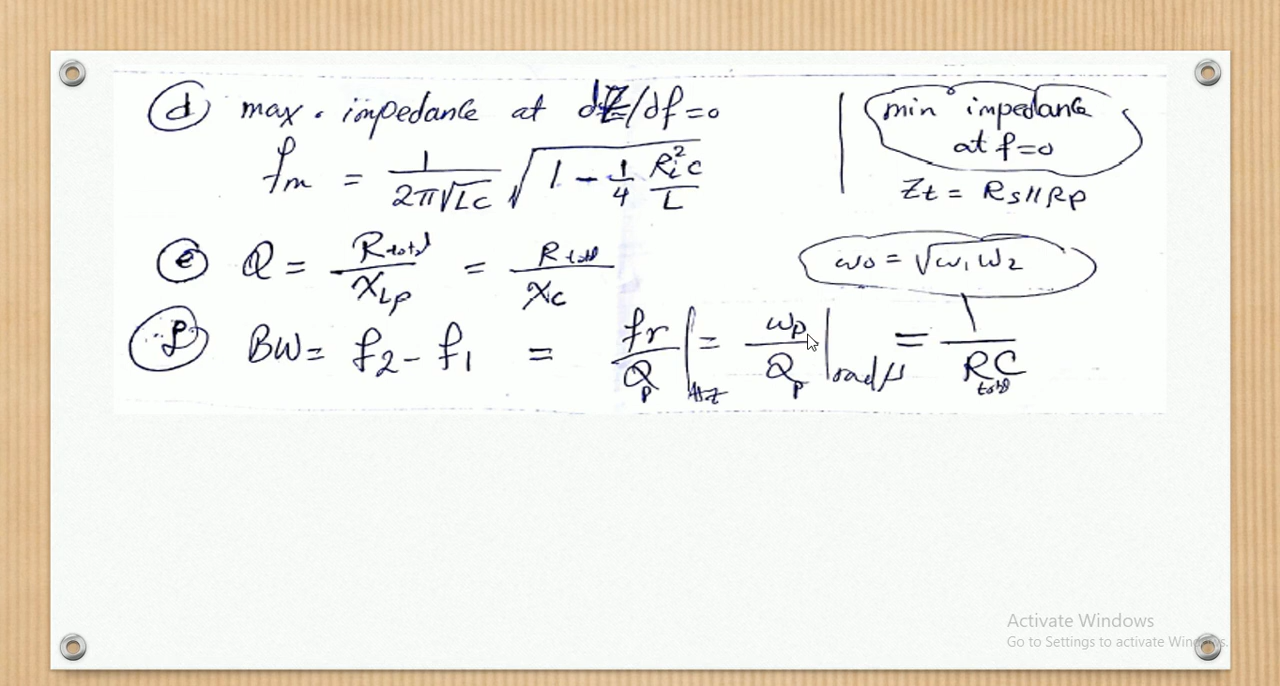 (d) max. impedance at dZ/df=0
min impedance
at f=0
fm = 1/(2π√LC) √(1 - 1/4 Ri²C/L)
Zt = Rs//Rp
(e) Q = Rtotal/XLp = Rtotal/Xc
ω0 = √ω1ω2
(f) BW = f2 - f1 = fr/Qp |Hz = ωp/Qp |rad/s = 1/(Rtotal C)
Activate Windows
Go to Settings to activate Windows.